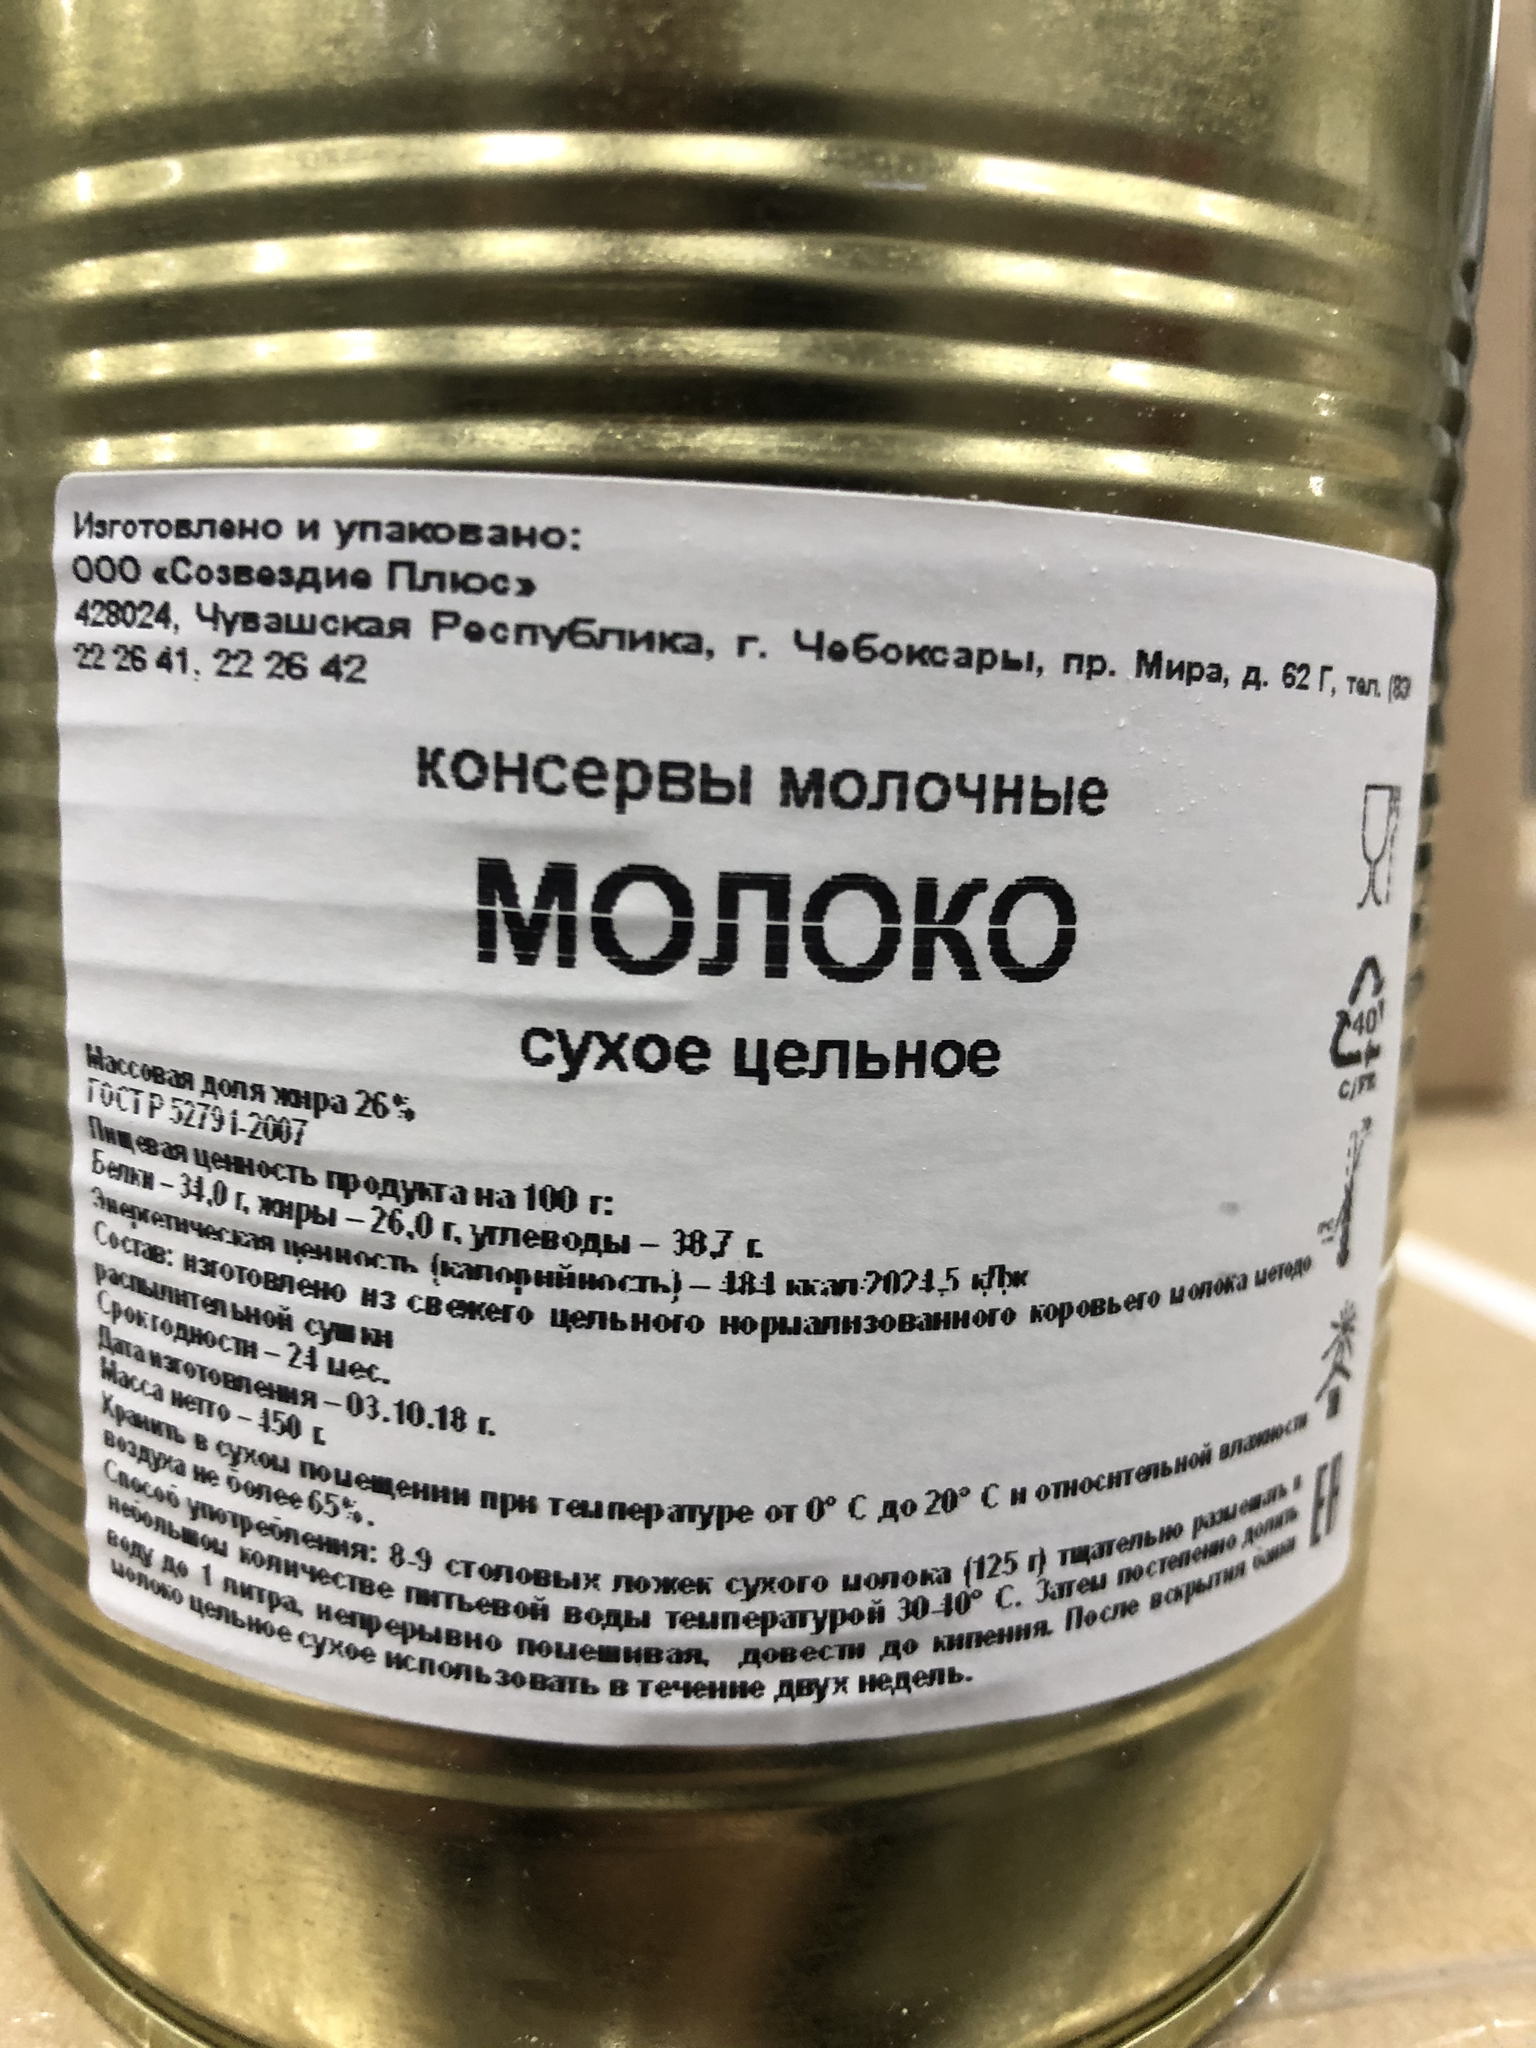 Изготовлено и упаковано:
ООО «Созвездие Плюс»
428024, Чувашская Республика, г. Чебоксары, пр. Мира, д. 62 Г, тел. (83
22 26 41, 22 26 42
консервы молочные
МОЛОКО
сухое цельное
Массовая доля жира 26%
ГОСТ Р 52791-2007
Пищевая ценность продукта на 100 г:
Белки – 34,0 г, жиры – 26,0 г, углеводы – 38,7 г.
Энергетическая ценность (калорийность) – 484 ккал 2024,5 кДж
Состав: изготовлено из свежего цельного нормализованного коровьего молока методо
распылительной сушки
Срок годности – 24 мес.
Дата изготовления – 03.10.18 г.
Масса нетто – 450 г.
Хранить в сухом помещении при температуре от 0° С до 20° С и относительной влажности
воздуха не более 65%.
Способ употребления: 8-9 столовых ложек сухого молока (125 г) тщательно размешать в
небольшом количестве питьевой воды температурой 30-40° С. Затем постепенно долить
воду до 1 литра, непрерывно помешивая, довести до кипения. После вскрытия банки
молоко цельное сухое использовать в течение двух недель.
40
C/FE